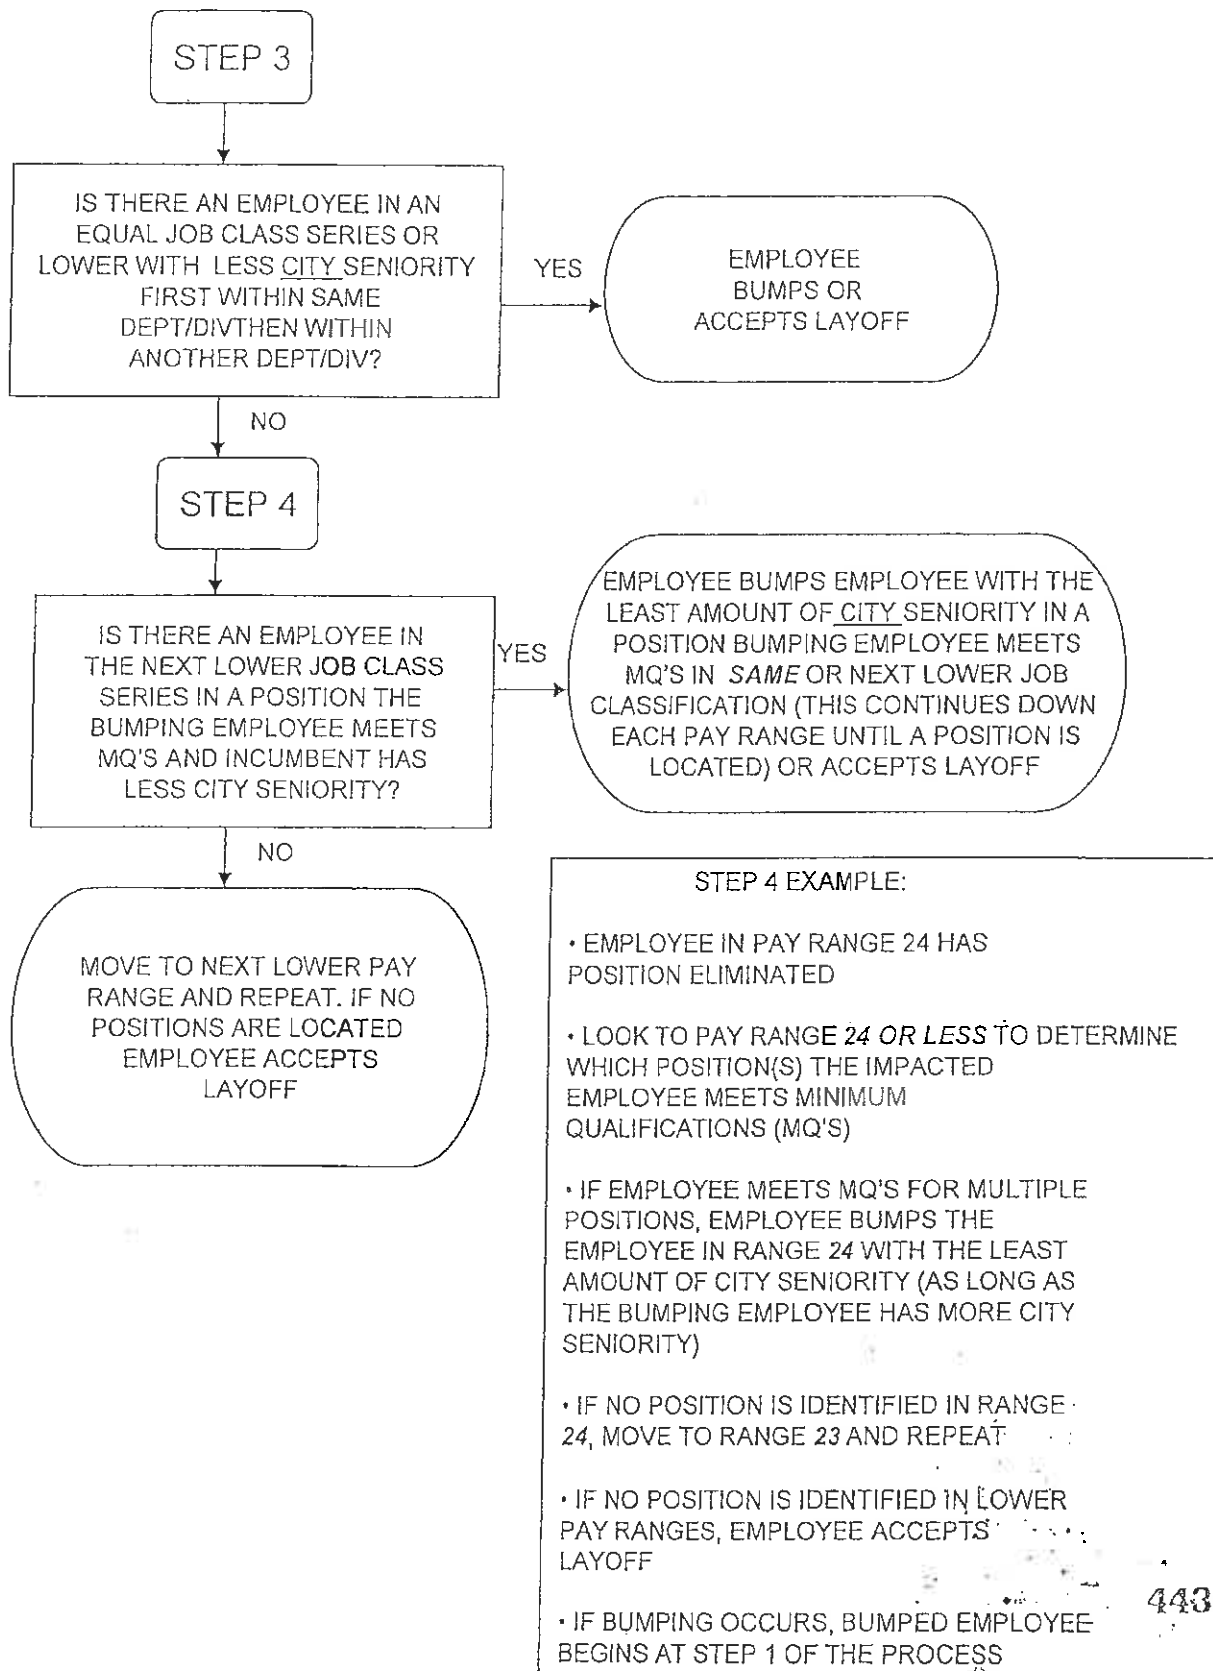 STEP 3
IS THERE AN EMPLOYEE IN AN
EQUAL JOB CLASS SERIES OR
LOWER WITH LESS CITY SENIORITY
FIRST WITHIN SAME
DEPT/DIVTHEN WITHIN
ANOTHER DEPT/DIV?
YES
EMPLOYEE
BUMPS OR
ACCEPTS LAYOFF
NO
STEP 4
IS THERE AN EMPLOYEE IN
THE NEXT LOWER JOB CLASS
SERIES IN A POSITION THE
BUMPING EMPLOYEE MEETS
MQ'S AND INCUMBENT HAS
LESS CITY SENIORITY?
YES
EMPLOYEE BUMPS EMPLOYEE WITH THE
LEAST AMOUNT OF CITY SENIORITY IN A
POSITION BUMPING EMPLOYEE MEETS
MQ'S IN SAME OR NEXT LOWER JOB
CLASSIFICATION (THIS CONTINUES DOWN
EACH PAY RANGE UNTIL A POSITION IS
LOCATED) OR ACCEPTS LAYOFF
NO
MOVE TO NEXT LOWER PAY
RANGE AND REPEAT. IF NO
POSITIONS ARE LOCATED
EMPLOYEE ACCEPTS
LAYOFF
STEP 4 EXAMPLE:
• EMPLOYEE IN PAY RANGE 24 HAS
POSITION ELIMINATED
• LOOK TO PAY RANGE 24 OR LESS TO DETERMINE
WHICH POSITION(S) THE IMPACTED
EMPLOYEE MEETS MINIMUM
QUALIFICATIONS (MQ'S)
• IF EMPLOYEE MEETS MQ'S FOR MULTIPLE
POSITIONS, EMPLOYEE BUMPS THE
EMPLOYEE IN RANGE 24 WITH THE LEAST
AMOUNT OF CITY SENIORITY (AS LONG AS
THE BUMPING EMPLOYEE HAS MORE CITY
SENIORITY)
• IF NO POSITION IS IDENTIFIED IN RANGE
24, MOVE TO RANGE 23 AND REPEAT
• IF NO POSITION IS IDENTIFIED IN LOWER
PAY RANGES, EMPLOYEE ACCEPTS
LAYOFF
• IF BUMPING OCCURS, BUMPED EMPLOYEE
BEGINS AT STEP 1 OF THE PROCESS
443